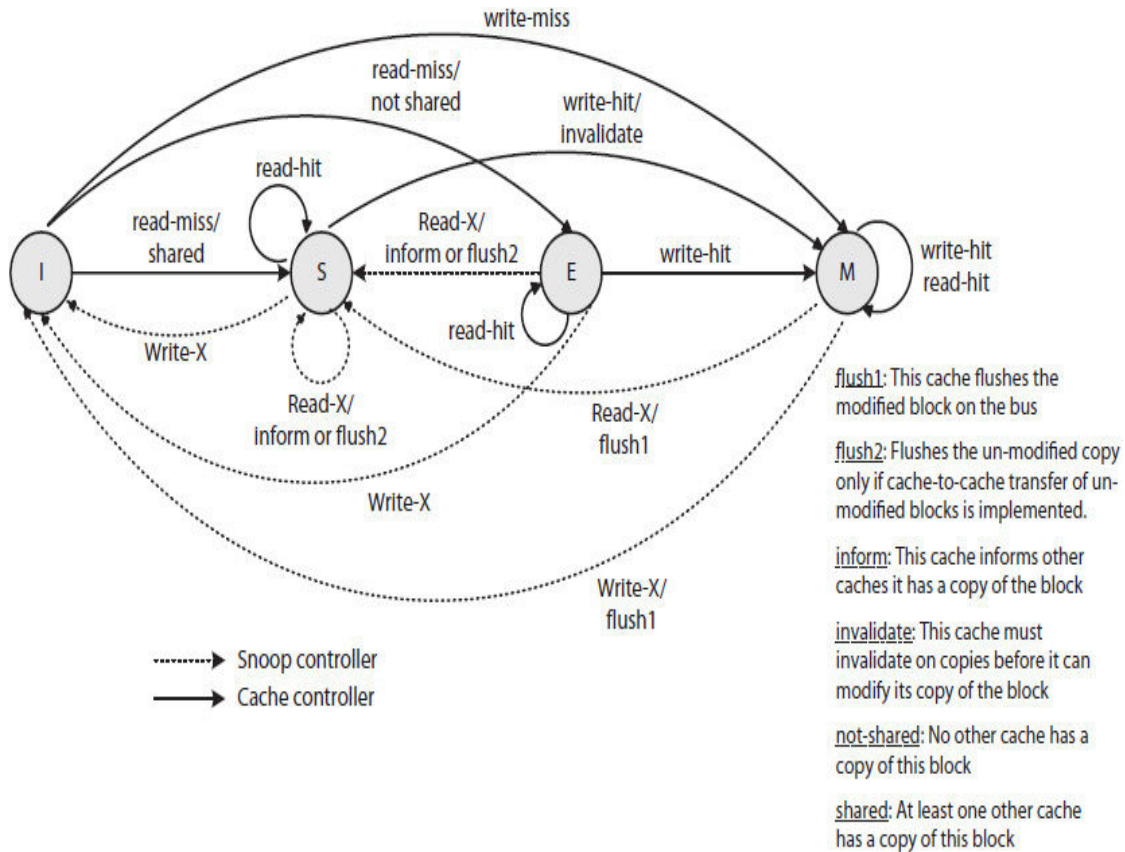 write-miss
read-miss/
not shared
write-hit/
invalidate
read-hit
read-miss/
shared
Read-X/
inform or flush2
write-hit
write-hit
read-hit
I
S
E
M
read-hit
Write-X
Read-X/
inform or flush2
Read-X/
flush1
Write-X
Write-X/
flush1
Snoop controller
Cache controller
flush1: This cache flushes the
modified block on the bus
flush2: Flushes the un-modified copy
only if cache-to-cache transfer of un-
modified blocks is implemented.
inform: This cache informs other
caches it has a copy of the block
invalidate: This cache must
invalidate on copies before it can
modify its copy of the block
not-shared: No other cache has a
copy of this block
shared: At least one other cache
has a copy of this block